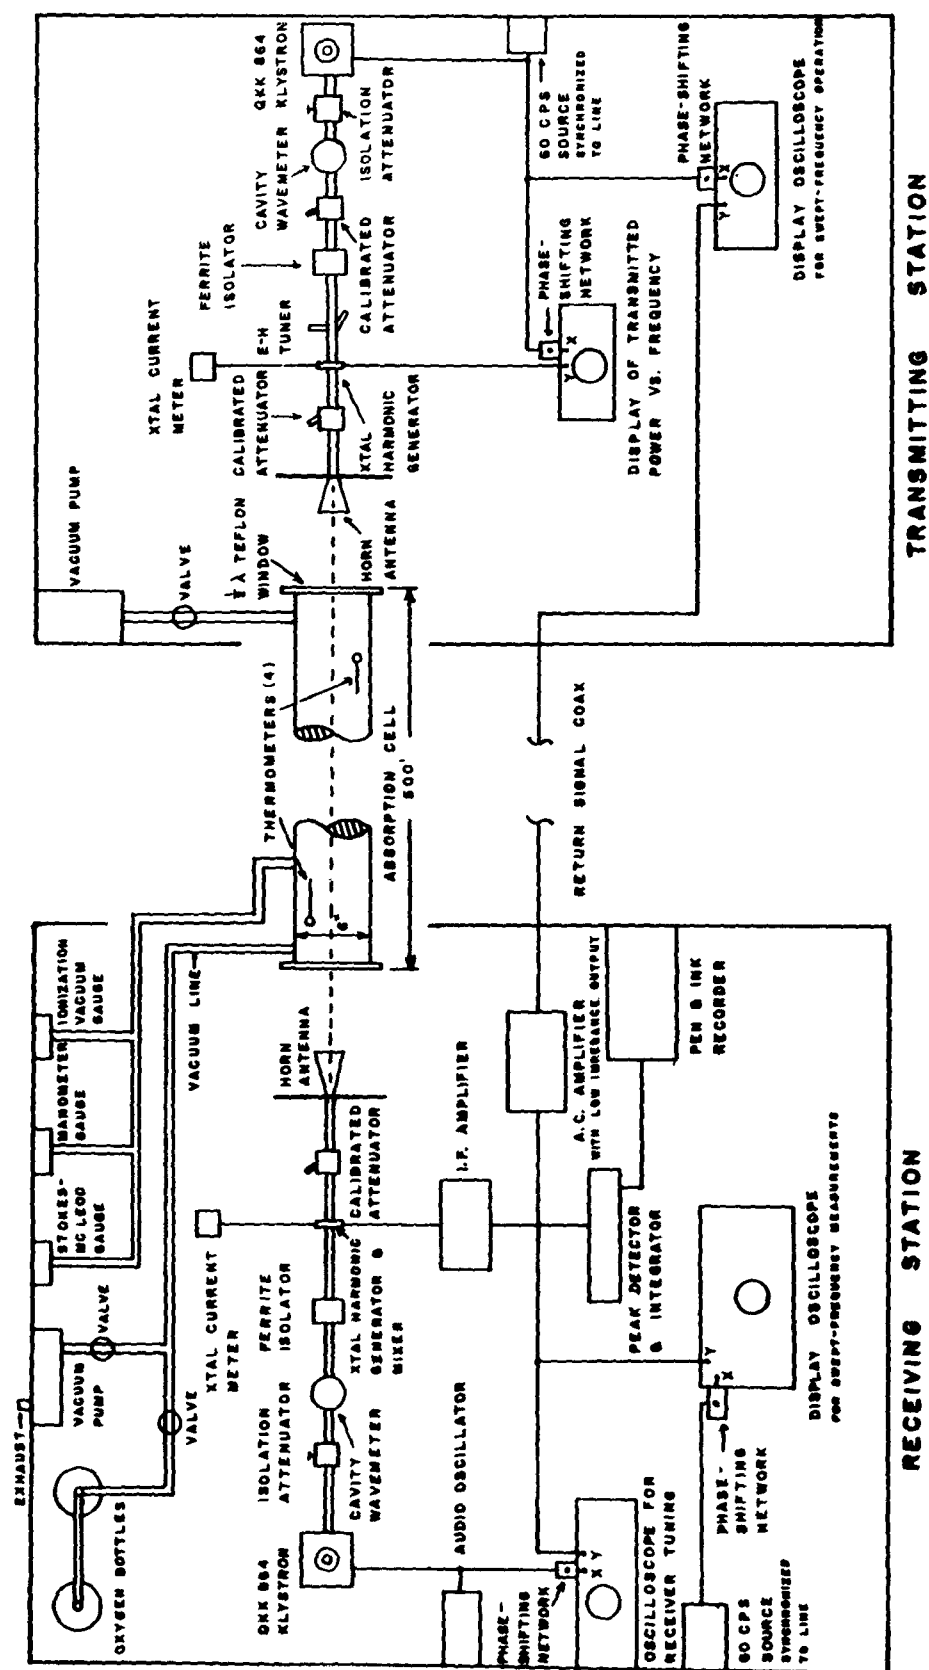 EXHAUST
OXYGEN BOTTLES
VACUUM
PUMP
VALVE
VALVE
STOKES-
MC LEOD
GAUGE
MANOMETER
GAUGE
IONIZATION
VACUUM
GAUGE
VACUUM LINE
XTAL CURRENT
METER
QKK 864
KLYSTRON
ISOLATION
ATTENUATOR
CAVITY
WAVEMETER
FERRITE
ISOLATOR
XTAL HARMONIC
GENERATOR &
MIXER
CALIBRATED
ATTENUATOR
HORN
ANTENNA
THERMOMETERS (4)
6"
ABSORPTION CELL
500'
AUDIO OSCILLATOR
I.F. AMPLIFIER
PHASE-
SHIFTING
NETWORK
X Y
OSCILLOSCOPE FOR
RECEIVER TUNING
A.C. AMPLIFIER
WITH LOW IMPEDANCE OUTPUT
PEAK DETECTOR
& INTEGRATOR
PEN & INK
RECORDER
RETURN SIGNAL COAX
60 CPS
SOURCE
SYNCHRONIZED
TO LINE
PHASE-
SHIFTING
NETWORK
X
Y
DISPLAY OSCILLOSCOPE
FOR SWEPT-FREQUENCY MEASUREMENTS
RECEIVING STATION
VACUUM PUMP
VALVE
λ TEFLON
WINDOW
HORN
ANTENNA
XTAL CURRENT
METER
CALIBRATED
ATTENUATOR
XTAL
HARMONIC
GENERATOR
E-H
TUNER
FERRITE
ISOLATOR
CALIBRATED
ATTENUATOR
CAVITY
WAVEMETER
ISOLATION
ATTENUATOR
QKK 864
KLYSTRON
PHASE-
SHIFTING
NETWORK
Y X
DISPLAY OF TRANSMITTED
POWER VS. FREQUENCY
60 CPS
SOURCE
SYNCHRONIZED
TO LINE
PHASE-SHIFTING
NETWORK
Y X
DISPLAY OSCILLOSCOPE
FOR SWEPT-FREQUENCY OPERATION
TRANSMITTING STATION